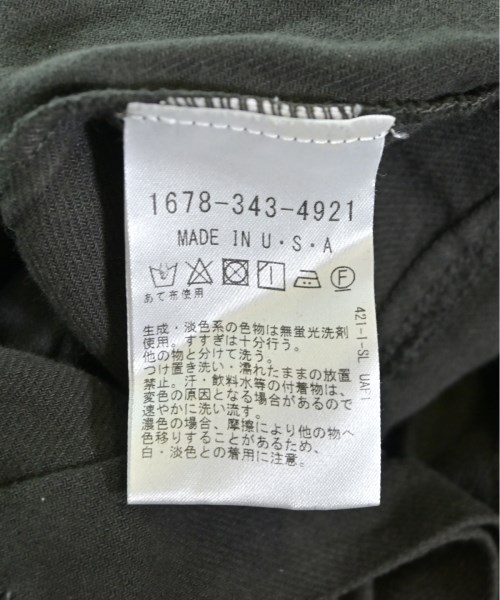 1678-343-4921
MADE IN U・S・A
F
あて布使用
生成・淡色系の色物は無蛍光洗剤
使用。すすぎは十分行う。
他の物と分けて洗う。
つけ置き洗い・濡れたままの放置
禁止。汗・飲料水等の付着物は、
変色の原因となる場合があるので
速やかに洗い流す。
濃色の場合、摩擦により他の物へ
色移りすることがあるため、
白・淡色との着用に注意。
421-1-SL